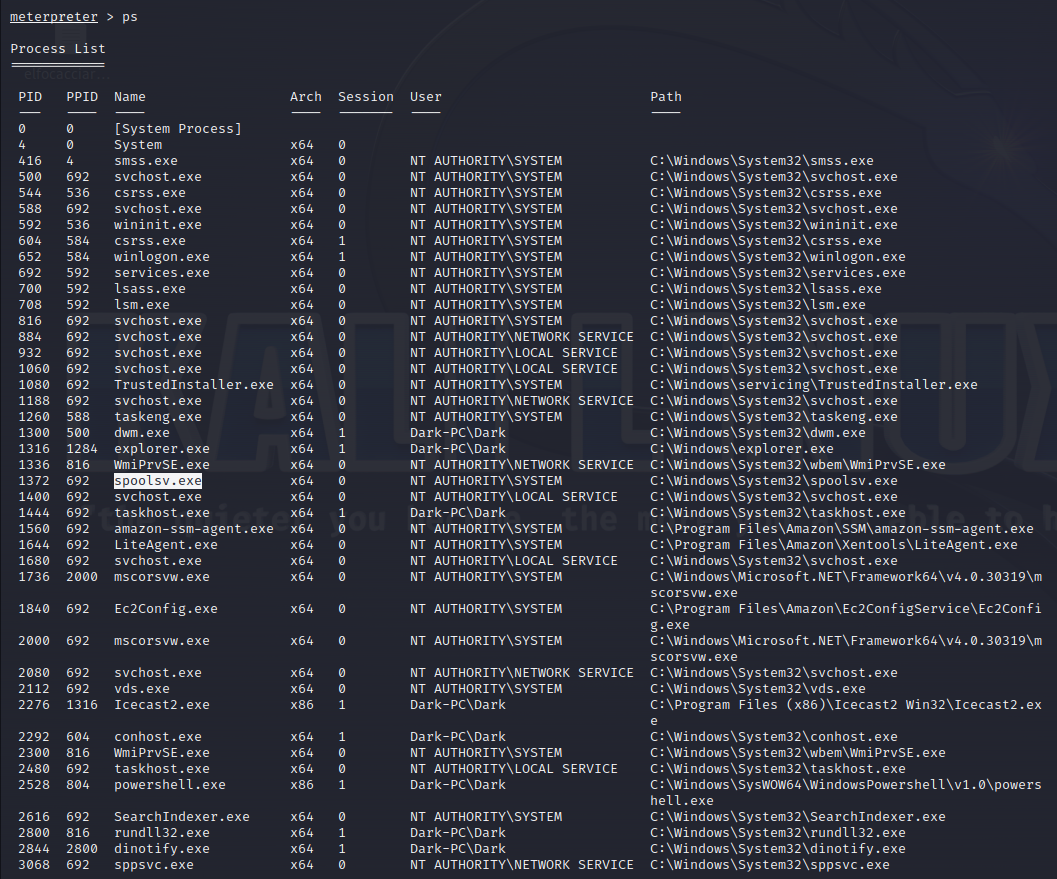 meterpreter > ps
Process List
PID PPID Name Arch Session User Path
0 0 [System Process]
4 0 System x64 0
416 4 smss.exe x64 0 NT AUTHORITY\SYSTEM C:\Windows\System32\smss.exe
500 692 svchost.exe x64 0 NT AUTHORITY\SYSTEM C:\Windows\System32\svchost.exe
544 536 csrss.exe x64 0 NT AUTHORITY\SYSTEM C:\Windows\System32\csrss.exe
588 692 svchost.exe x64 0 NT AUTHORITY\SYSTEM C:\Windows\System32\svchost.exe
592 536 wininit.exe x64 0 NT AUTHORITY\SYSTEM C:\Windows\System32\wininit.exe
604 584 csrss.exe x64 1 NT AUTHORITY\SYSTEM C:\Windows\System32\csrss.exe
652 584 winlogon.exe x64 1 NT AUTHORITY\SYSTEM C:\Windows\System32\winlogon.exe
692 592 services.exe x64 0 NT AUTHORITY\SYSTEM C:\Windows\System32\services.exe
700 592 lsass.exe x64 0 NT AUTHORITY\SYSTEM C:\Windows\System32\lsass.exe
708 592 lsm.exe x64 0 NT AUTHORITY\SYSTEM C:\Windows\System32\lsm.exe
816 692 svchost.exe x64 0 NT AUTHORITY\SYSTEM C:\Windows\System32\svchost.exe
884 692 svchost.exe x64 0 NT AUTHORITY\NETWORK SERVICE C:\Windows\System32\svchost.exe
932 692 svchost.exe x64 0 NT AUTHORITY\LOCAL SERVICE C:\Windows\System32\svchost.exe
1060 692 svchost.exe x64 0 NT AUTHORITY\LOCAL SERVICE C:\Windows\System32\svchost.exe
1080 692 TrustedInstaller.exe x64 0 NT AUTHORITY\SYSTEM C:\Windows\servicing\TrustedInstaller.exe
1188 692 svchost.exe x64 0 NT AUTHORITY\NETWORK SERVICE C:\Windows\System32\svchost.exe
1260 588 taskeng.exe x64 0 NT AUTHORITY\SYSTEM C:\Windows\System32\taskeng.exe
1300 500 dwm.exe x64 1 Dark-PC\Dark C:\Windows\System32\dwm.exe
1316 1284 explorer.exe x64 1 Dark-PC\Dark C:\Windows\explorer.exe
1336 816 WmiPrvSE.exe x64 0 NT AUTHORITY\NETWORK SERVICE C:\Windows\System32\wbem\WmiPrvSE.exe
1372 692 spoolsv.exe x64 0 NT AUTHORITY\SYSTEM C:\Windows\System32\spoolsv.exe
1400 692 svchost.exe x64 0 NT AUTHORITY\LOCAL SERVICE C:\Windows\System32\svchost.exe
1444 692 taskhost.exe x64 1 Dark-PC\Dark C:\Windows\System32\taskhost.exe
1560 692 amazon-ssm-agent.exe x64 0 NT AUTHORITY\SYSTEM C:\Program Files\Amazon\SSM\amazon-ssm-agent.exe
1644 692 LiteAgent.exe x64 0 NT AUTHORITY\SYSTEM C:\Program Files\Amazon\Xentools\LiteAgent.exe
1680 692 svchost.exe x64 0 NT AUTHORITY\LOCAL SERVICE C:\Windows\System32\svchost.exe
1736 2000 mscorsvw.exe x64 0 NT AUTHORITY\SYSTEM C:\Windows\Microsoft.NET\Framework64\v4.0.30319\m
scorsvw.exe
1840 692 Ec2Config.exe x64 0 NT AUTHORITY\SYSTEM C:\Program Files\Amazon\Ec2ConfigService\Ec2Confi
g.exe
2000 692 mscorsvw.exe x64 0 NT AUTHORITY\SYSTEM C:\Windows\Microsoft.NET\Framework64\v4.0.30319\m
scorsvw.exe
2080 692 svchost.exe x64 0 NT AUTHORITY\NETWORK SERVICE C:\Windows\System32\svchost.exe
2112 692 vds.exe x64 0 NT AUTHORITY\SYSTEM C:\Windows\System32\vds.exe
2276 1316 Icecast2.exe x86 1 Dark-PC\Dark C:\Program Files (x86)\Icecast2 Win32\Icecast2.ex
e
2292 604 conhost.exe x64 1 Dark-PC\Dark C:\Windows\System32\conhost.exe
2300 816 WmiPrvSE.exe x64 0 NT AUTHORITY\SYSTEM C:\Windows\System32\wbem\WmiPrvSE.exe
2480 692 taskhost.exe x64 0 NT AUTHORITY\LOCAL SERVICE C:\Windows\System32\taskhost.exe
2528 804 powershell.exe x86 1 Dark-PC\Dark C:\Windows\SysWOW64\WindowsPowershell\v1.0\powers
hell.exe
2616 692 SearchIndexer.exe x64 0 NT AUTHORITY\SYSTEM C:\Windows\System32\SearchIndexer.exe
2800 816 rundll32.exe x64 1 Dark-PC\Dark C:\Windows\System32\rundll32.exe
2844 2800 dinotify.exe x64 1 Dark-PC\Dark C:\Windows\System32\dinotify.exe
3068 692 sppsvc.exe x64 0 NT AUTHORITY\NETWORK SERVICE C:\Windows\System32\sppsvc.exe